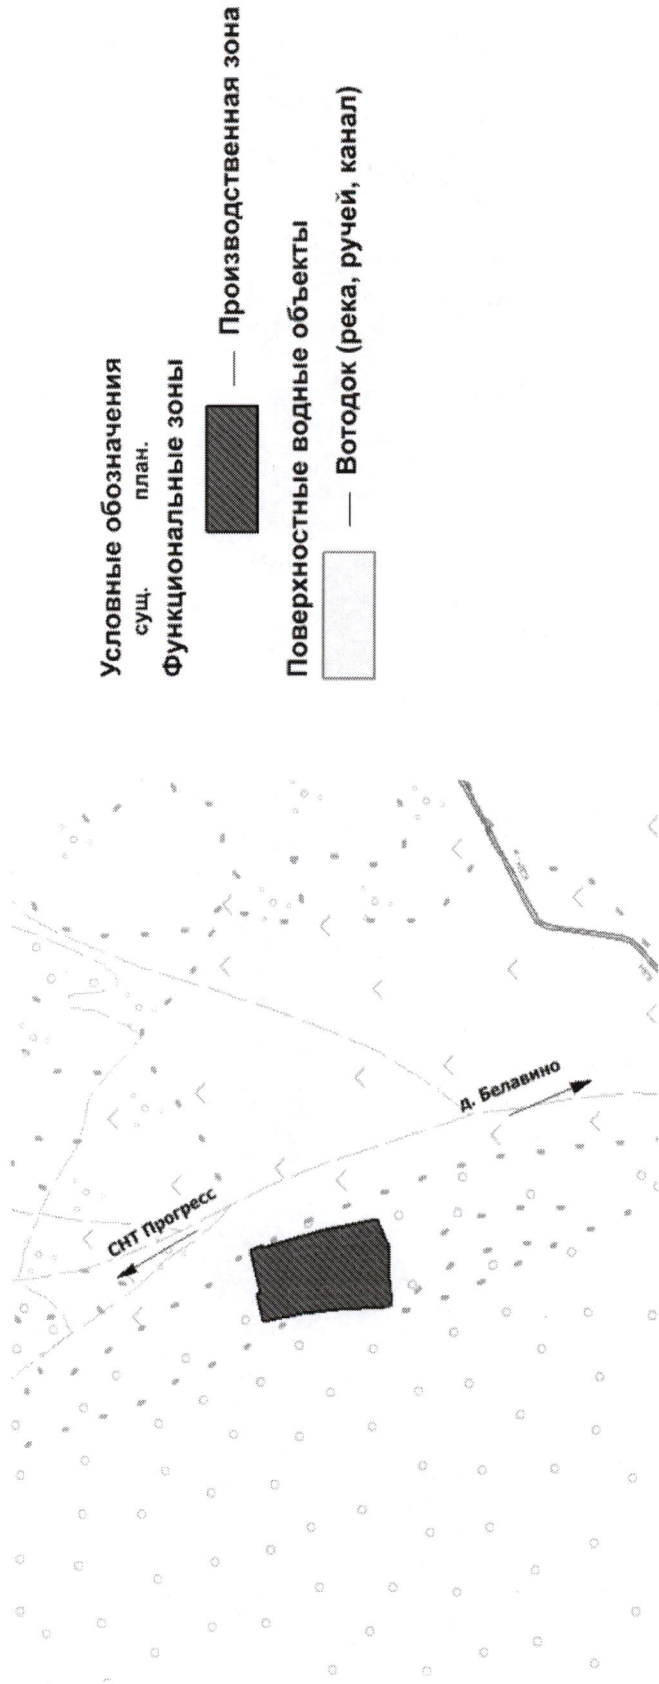 Условные обозначения
сущ. план.
Функциональные зоны
— Производственная зона
Поверхностные водные объекты
— Вотодок (река, ручей, канал)
СНТ Прогресс
д. Белавино